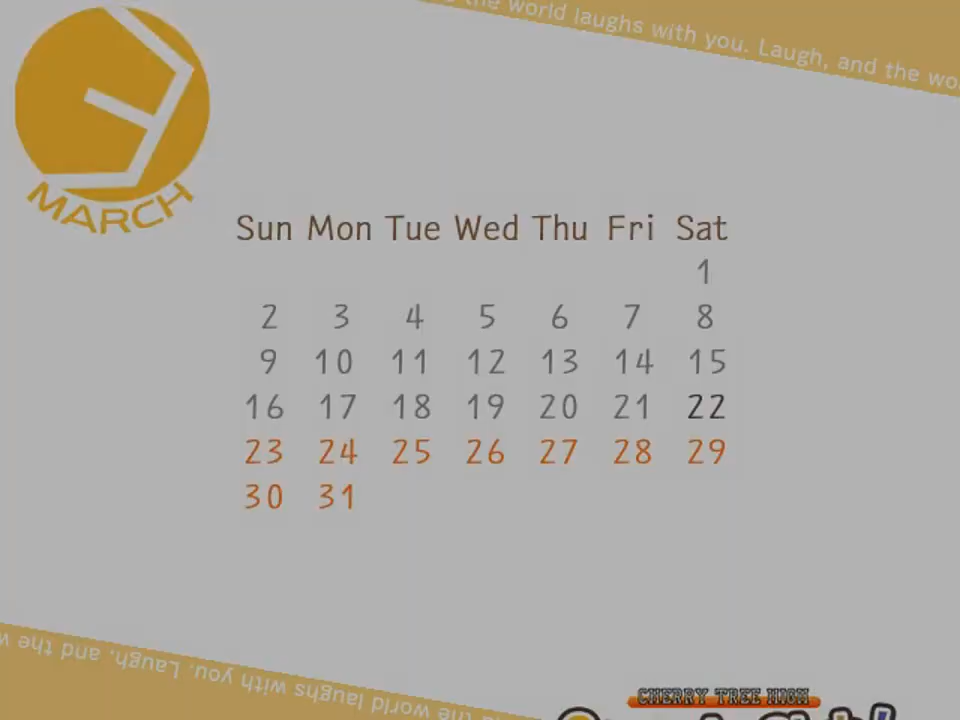 the world laughs with you. Laugh, and the wo
3
MARCH
Sun Mon Tue Wed Thu Fri Sat
1
2 3 4 5 6 7 8
9 10 11 12 13 14 15
16 17 18 19 20 21 22
23 24 25 26 27 28 29
30 31
the world laughs with you. Laugh, and the w
CHERRY TREE HIGH